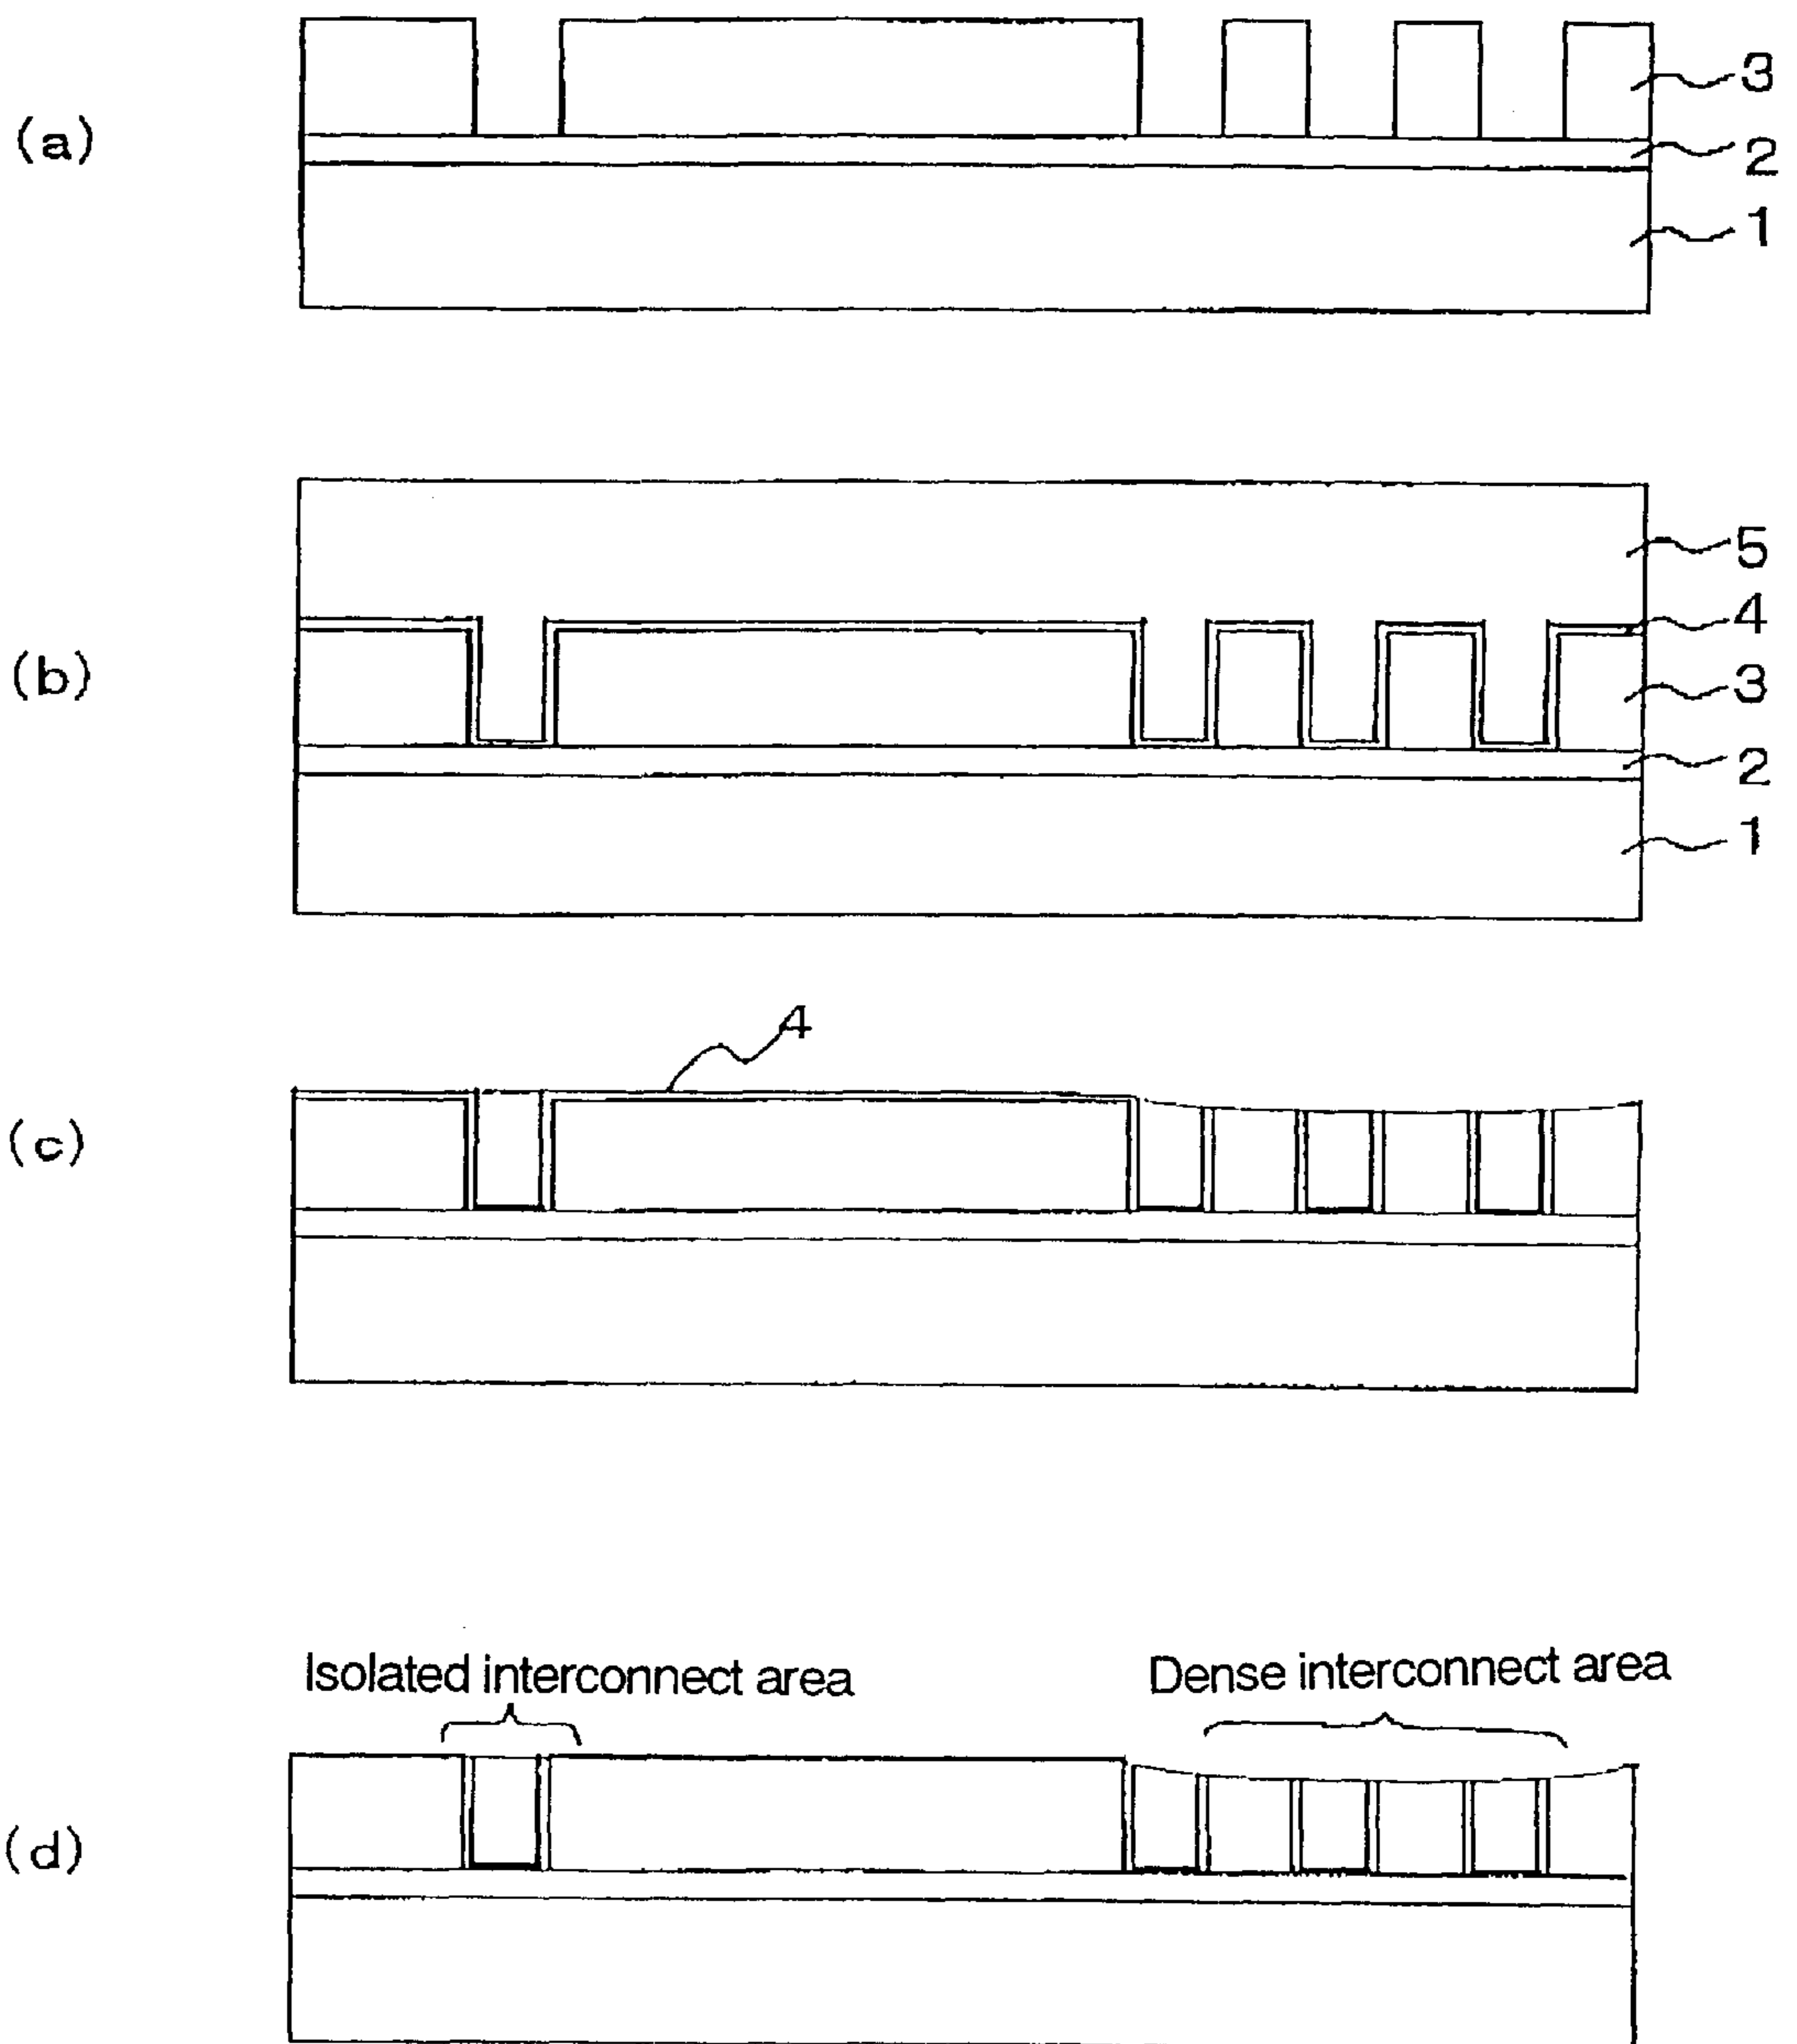 (a)
3
2
1
(b)
5
4
3
2
1
4
(c)
Isolated interconnect area
Dense interconnect area
(d)